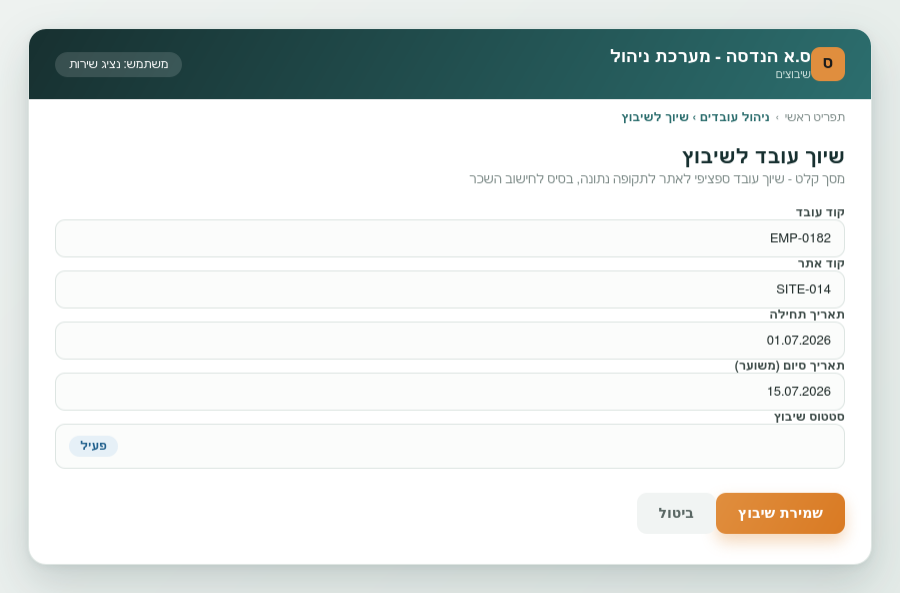 ס
ס.א הנדסה - מערכת ניהול
שיבוצים
משתמש: נציג שירות
תפריט ראשי › ניהול עובדים › שיוך לשיבוץ
שיוך עובד לשיבוץ
מסך קלט - שיוך עובד ספציפי לאתר לתקופה נתונה, בסיס לחישוב השכר
קוד עובד
EMP-0182
קוד אתר
SITE-014
תאריך תחילה
01.07.2026
תאריך סיום (משוער)
15.07.2026
סטטוס שיבוץ
פעיל
שמירת שיבוץ
ביטול